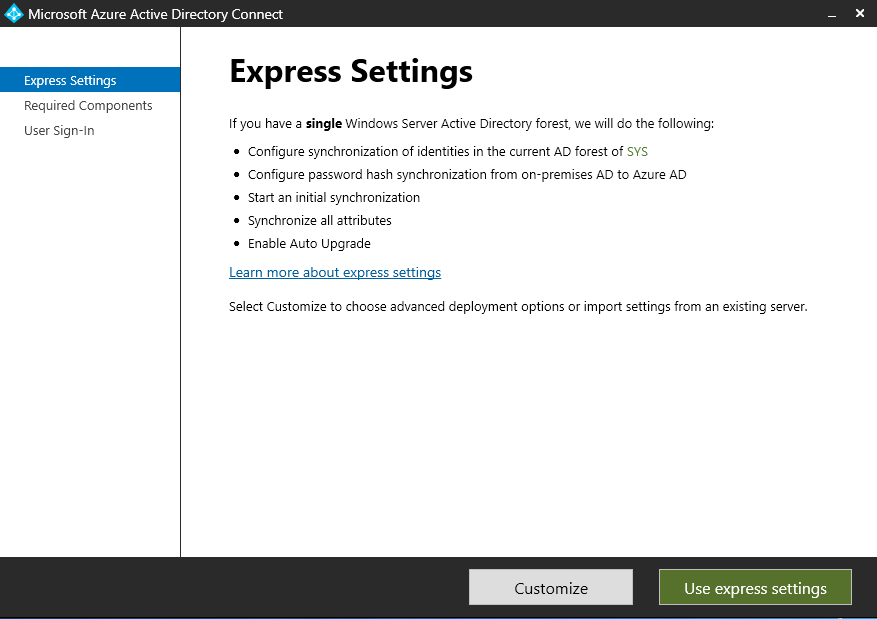 Microsoft Azure Active Directory Connect
Express Settings
Required Components
User Sign-In
Express Settings
If you have a single Windows Server Active Directory forest, we will do the following:
• Configure synchronization of identities in the current AD forest of SYS
• Configure password hash synchronization from on-premises AD to Azure AD
• Start an initial synchronization
• Synchronize all attributes
• Enable Auto Upgrade
Learn more about express settings
Select Customize to choose advanced deployment options or import settings from an existing server.
Customize
Use express settings